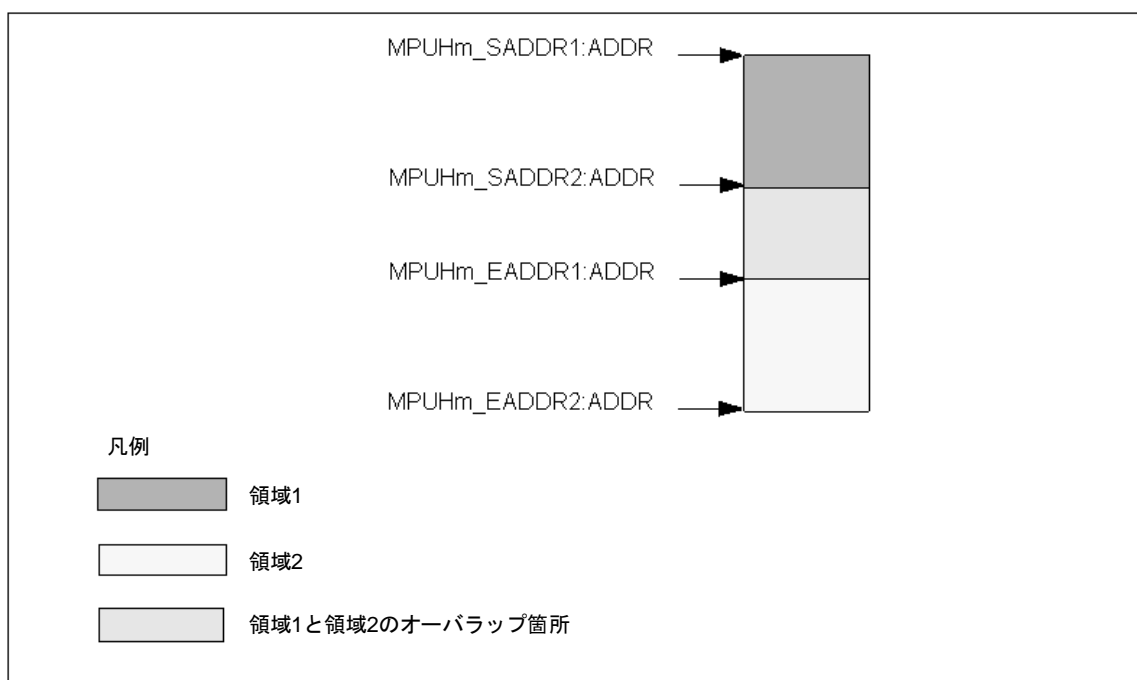 MPUHm_SADDR1:ADDR
MPUHm_SADDR2:ADDR
MPUHm_EADDR1:ADDR
MPUHm_EADDR2:ADDR
凡例
領域1
領域2
領域1と領域2のオーバラップ箇所